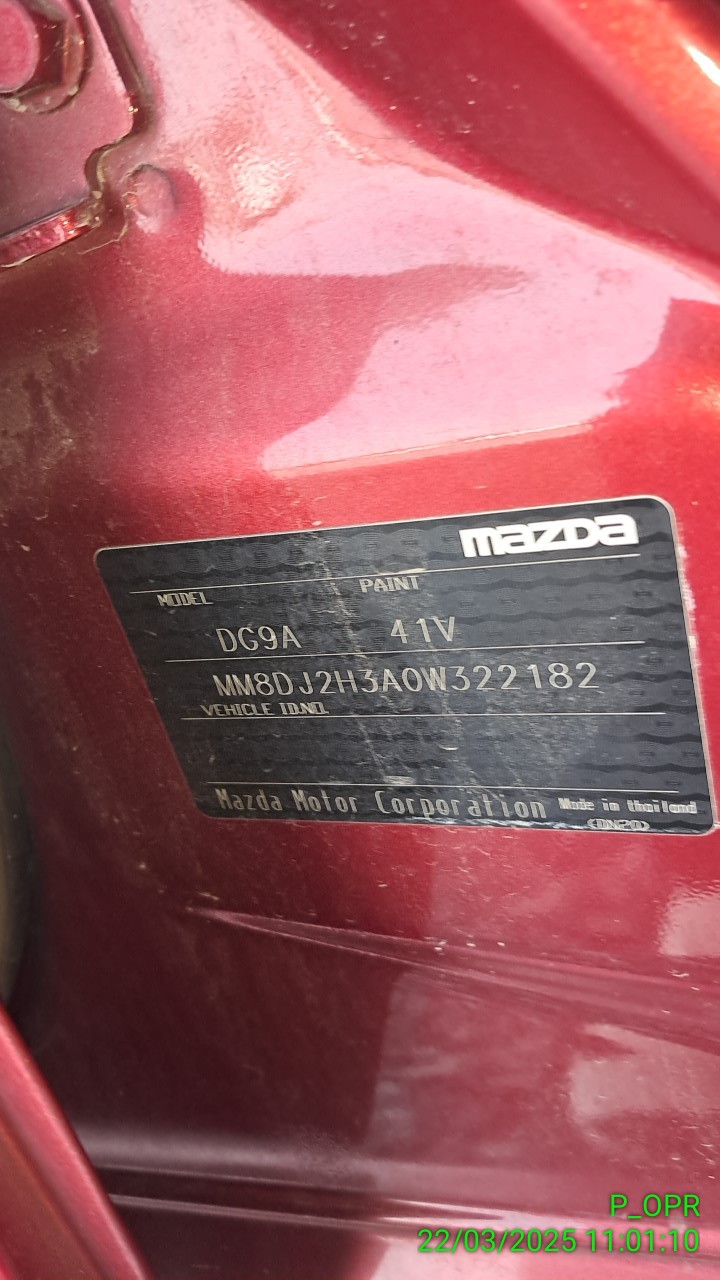 mazda
MODEL PAINT
DG9A 41V
MM8DJ2H3A0W322182
VEHICLE ID.NO.
Mazda Motor Corporation Made in thailand
(DN20)
P_OPR
22/03/2025 11:01:10